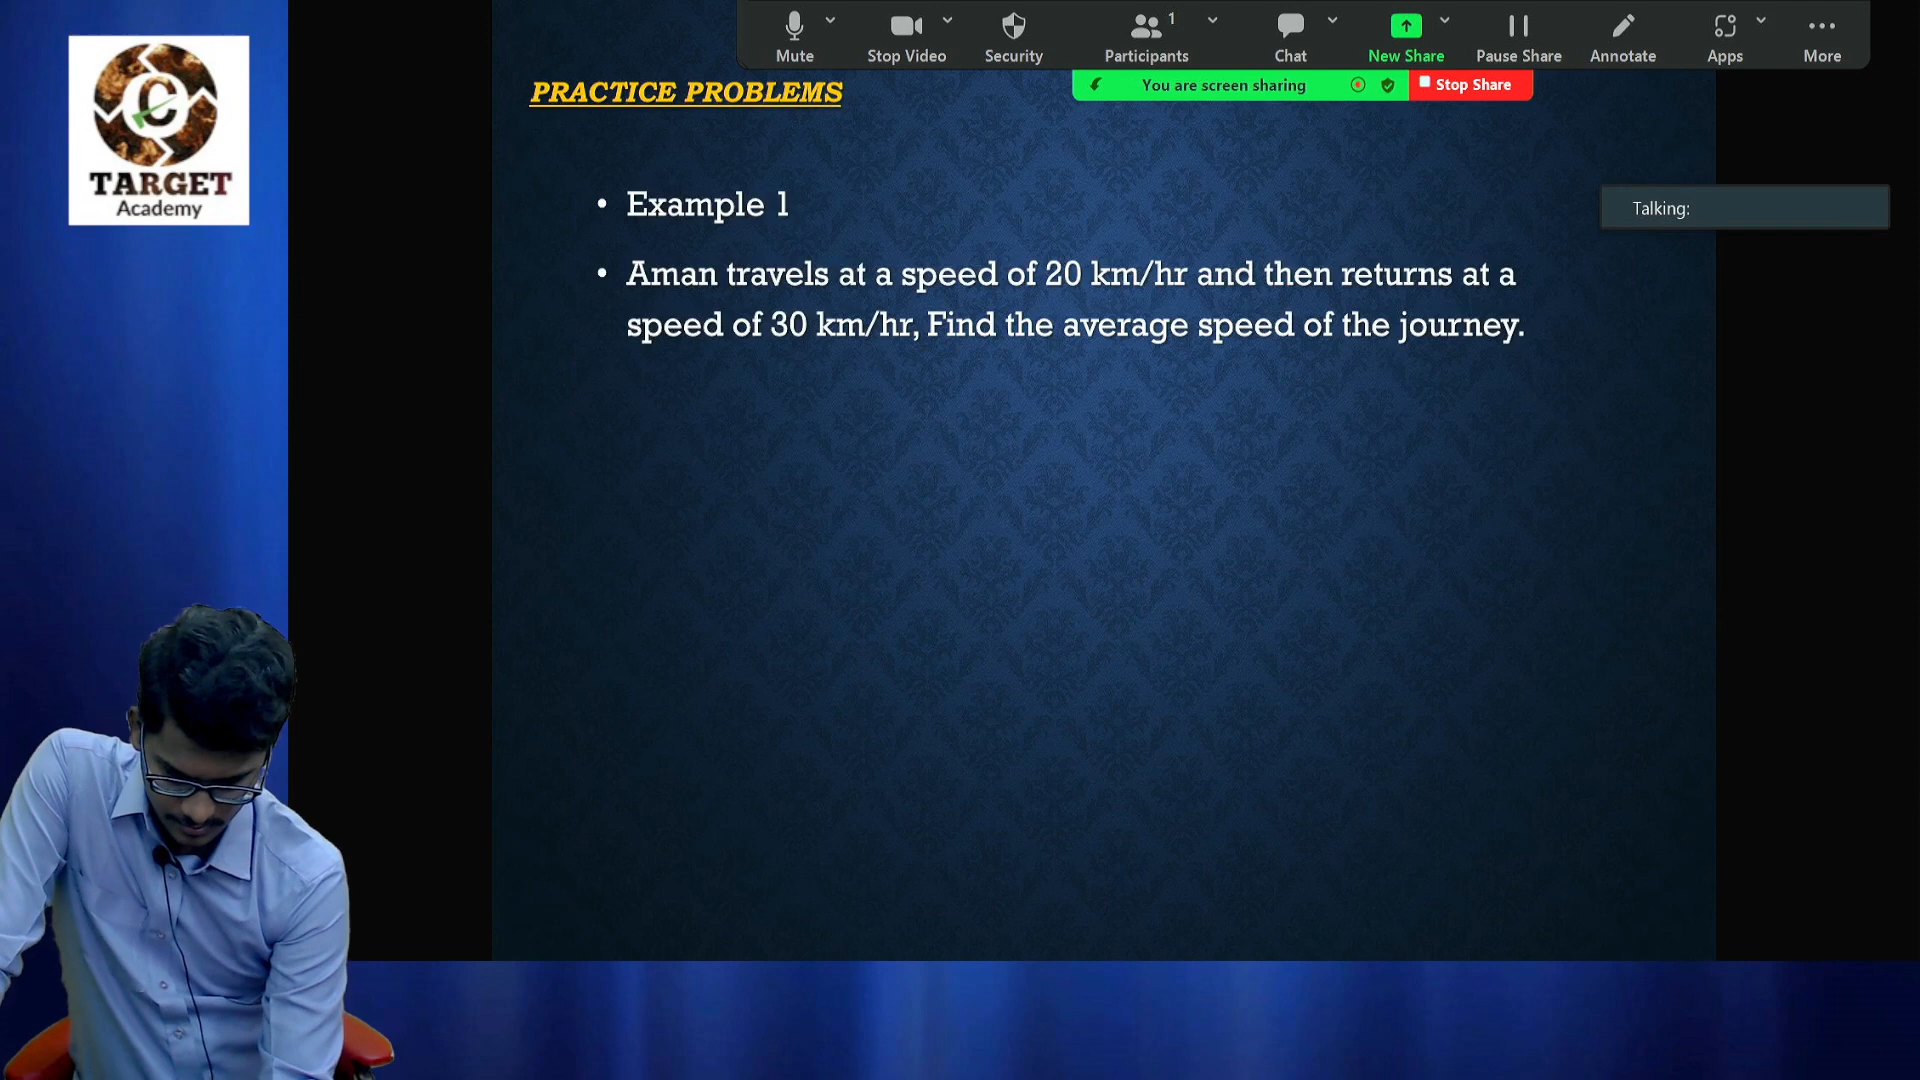 Mute
Stop Video
Security
Participants
1
Chat
New Share
Pause Share
Annotate
Apps
More
You are screen sharing
Stop Share
TARGET
Academy
PRACTICE PROBLEMS
Talking:
• Example 1
• Aman travels at a speed of 20 km/hr and then returns at a
speed of 30 km/hr, Find the average speed of the journey.